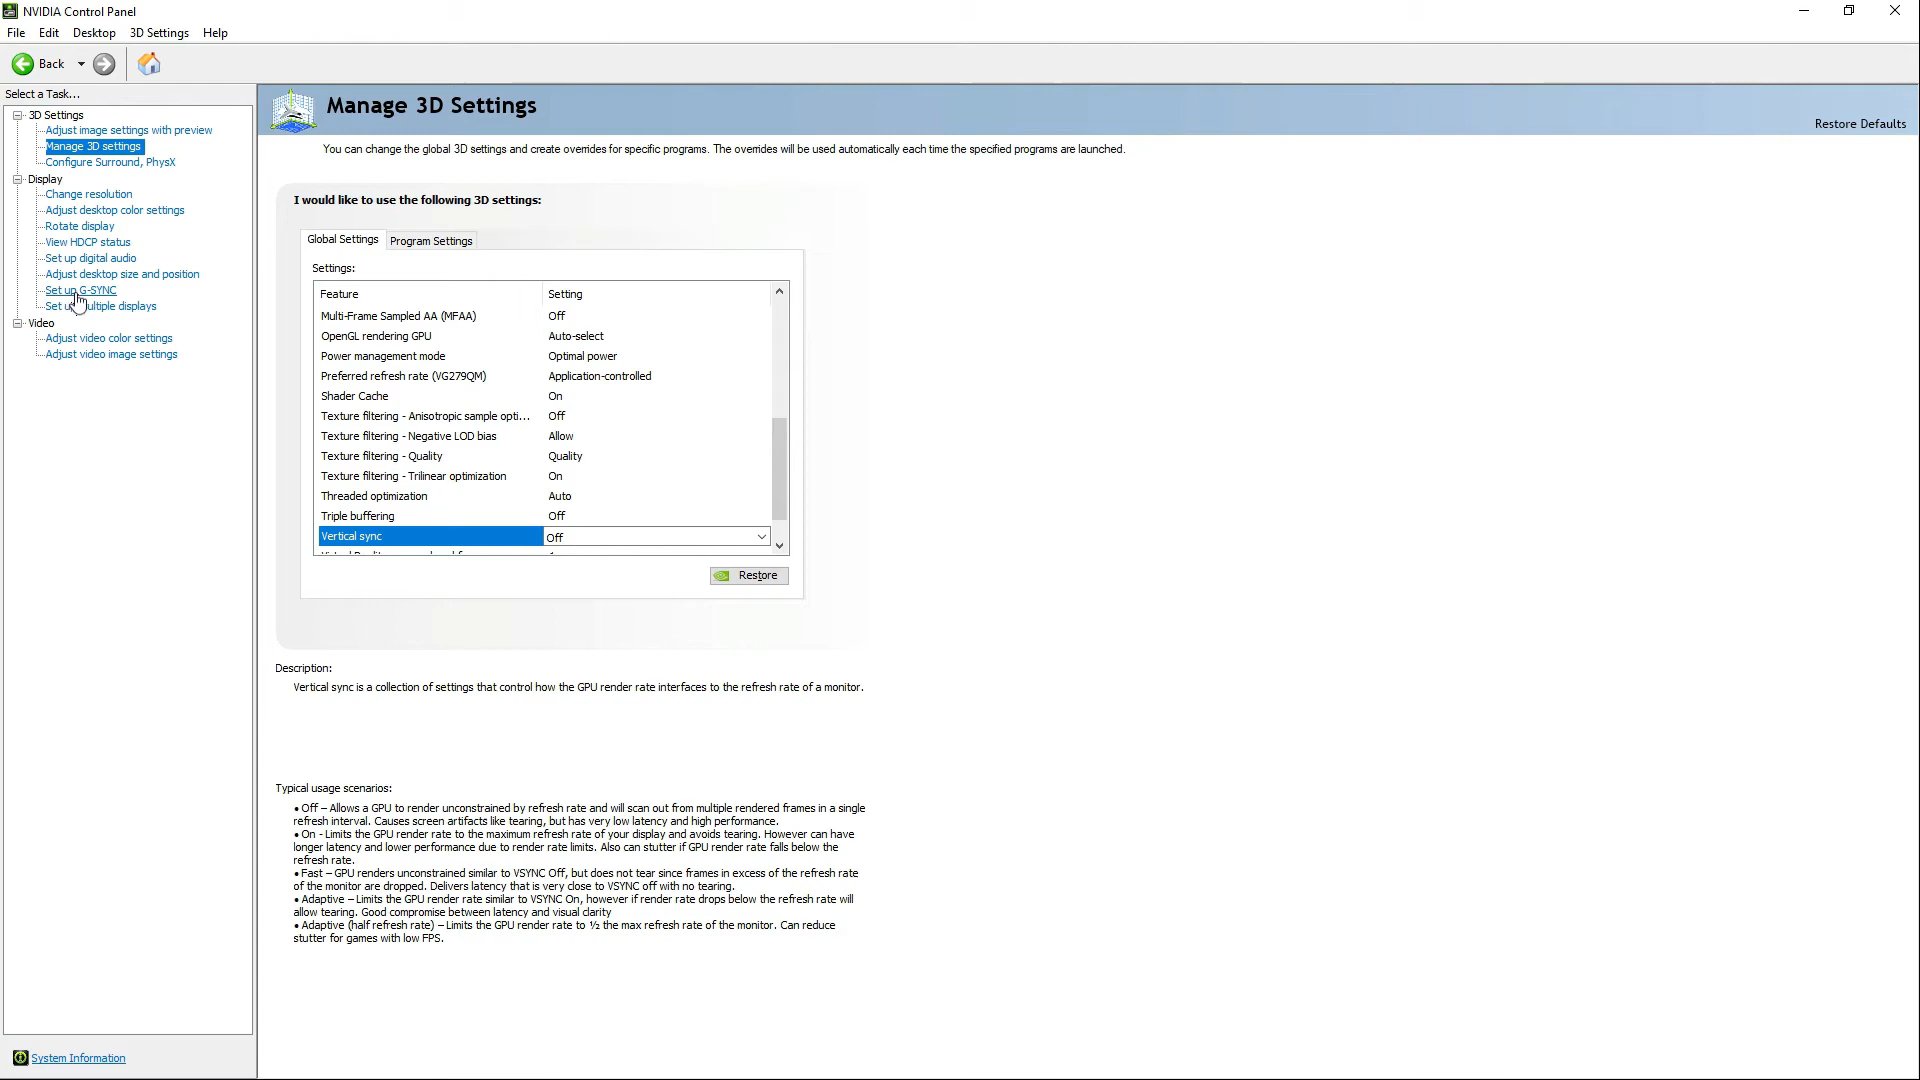 NVIDIA Control Panel
File Edit Desktop 3D Settings Help
Back
Select a Task...
3D Settings
Adjust image settings with preview
Manage 3D settings
Configure Surround, PhysX
Display
Change resolution
Adjust desktop color settings
Rotate display
View HDCP status
Set up digital audio
Adjust desktop size and position
Set up G-SYNC
Set up multiple displays
Video
Adjust video color settings
Adjust video image settings
System Information
Manage 3D Settings
Restore Defaults
You can change the global 3D settings and create overrides for specific programs. The overrides will be used automatically each time the specified programs are launched.
I would like to use the following 3D settings:
Global Settings Program Settings
Settings:
Feature Setting
Multi-Frame Sampled AA (MFAA) Off
OpenGL rendering GPU Auto-select
Power management mode Optimal power
Preferred refresh rate (VG279QM) Application-controlled
Shader Cache On
Texture filtering - Anisotropic sample opti... Off
Texture filtering - Negative LOD bias Allow
Texture filtering - Quality Quality
Texture filtering - Trilinear optimization On
Threaded optimization Auto
Triple buffering Off
Vertical sync Off
Restore
Description:
Vertical sync is a collection of settings that control how the GPU render rate interfaces to the refresh rate of a monitor.
Typical usage scenarios:
• Off – Allows a GPU to render unconstrained by refresh rate and will scan out from multiple rendered frames in a single
refresh interval. Causes screen artifacts like tearing, but has very low latency and high performance.
• On - Limits the GPU render rate to the maximum refresh rate of your display and avoids tearing. However can have
longer latency and lower performance due to render rate limits. Also can stutter if GPU render rate falls below the
refresh rate.
• Fast – GPU renders unconstrained similar to VSYNC Off, but does not tear since frames in excess of the refresh rate
of the monitor are dropped. Delivers latency that is very close to VSYNC off with no tearing.
• Adaptive – Limits the GPU render rate similar to VSYNC On, however if render rate drops below the refresh rate will
allow tearing. Good compromise between latency and visual clarity
• Adaptive (half refresh rate) – Limits the GPU render rate to ½ the max refresh rate of the monitor. Can reduce
stutter for games with low FPS.